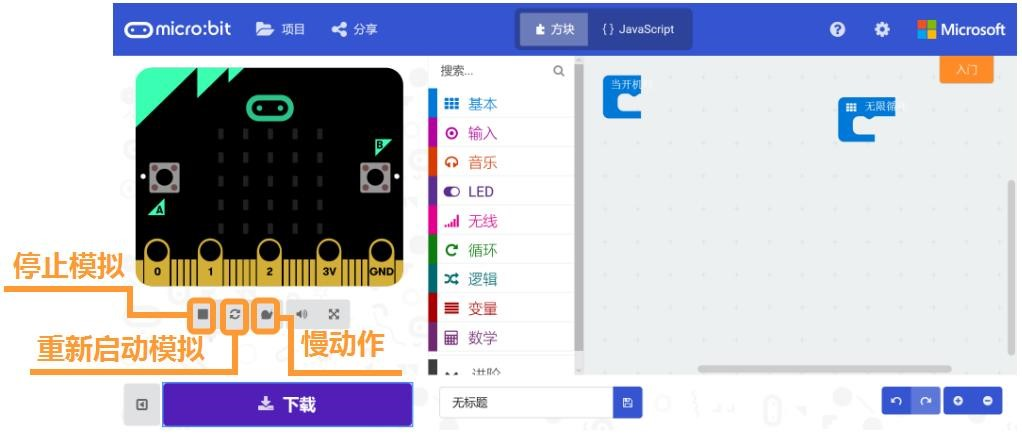 micro:bit
项目
分享
方块
{ } JavaScript
Microsoft
搜索...
入门
当开机
无限循
基本
输入
音乐
LED
无线
循环
逻辑
变量
数学
进阶
B
A
0 1 2 3V GND
停止模拟
重新启动模拟
慢动作
下载
无标题